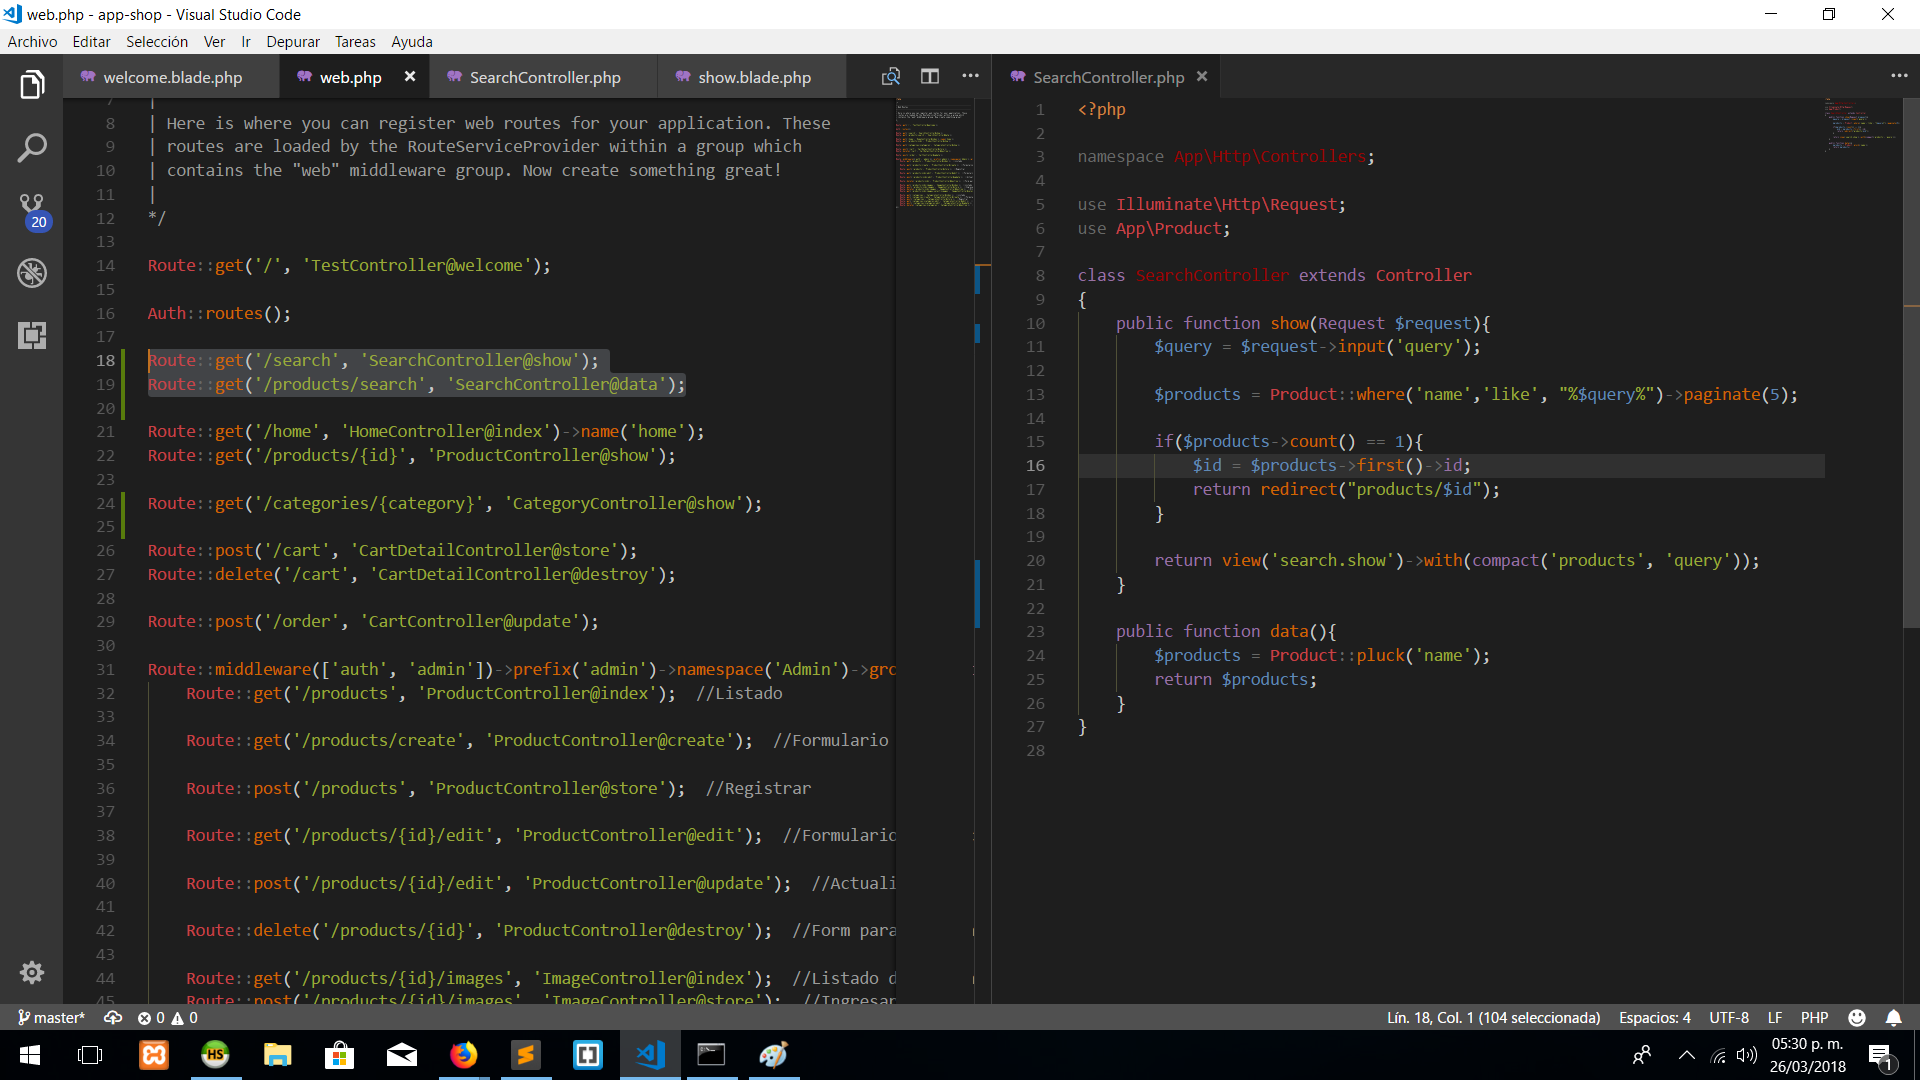 web.php - app-shop - Visual Studio Code
Archivo Editar Selección Ver Ir Depurar Tareas Ayuda
welcome.blade.php web.php SearchController.php show.blade.php
7 |
8 | Here is where you can register web routes for your application. These
9 | routes are loaded by the RouteServiceProvider within a group which
10 | contains the "web" middleware group. Now create something great!
11 |
12 */
13
14 Route::get('/', 'TestController@welcome');
15
16 Auth::routes();
17
18 Route::get('/search', 'SearchController@show');
19 Route::get('/products/search', 'SearchController@data');
20
21 Route::get('/home', 'HomeController@index')->name('home');
22 Route::get('/products/{id}', 'ProductController@show');
23
24 Route::get('/categories/{category}', 'CategoryController@show');
25
26 Route::post('/cart', 'CartDetailController@store');
27 Route::delete('/cart', 'CartDetailController@destroy');
28
29 Route::post('/order', 'CartController@update');
30
31 Route::middleware(['auth', 'admin'])->prefix('admin')->namespace('Admin')->gro
32 Route::get('/products', 'ProductController@index'); //Listado
33
34 Route::get('/products/create', 'ProductController@create'); //Formulario
35
36 Route::post('/products', 'ProductController@store'); //Registrar
37
38 Route::get('/products/{id}/edit', 'ProductController@edit'); //Formulario
39
40 Route::post('/products/{id}/edit', 'ProductController@update'); //Actuali
41
42 Route::delete('/products/{id}', 'ProductController@destroy'); //Form para
43
44 Route::get('/products/{id}/images', 'ImageController@index'); //Listado d
45 Route::post('/products/{id}/images', 'ImageController@store'); //Ingresar
SearchController.php
1 <?php
2
3 namespace App\Http\Controllers;
4
5 use Illuminate\Http\Request;
6 use App\Product;
7
8 class SearchController extends Controller
9 {
10 public function show(Request $request){
11 $query = $request->input('query');
12
13 $products = Product::where('name','like', "%$query%")->paginate(5);
14
15 if($products->count() == 1){
16 $id = $products->first()->id;
17 return redirect("products/$id");
18 }
19
20 return view('search.show')->with(compact('products', 'query'));
21 }
22
23 public function data(){
24 $products = Product::pluck('name');
25 return $products;
26 }
27 }
28
20
master* 0 0
Lín. 18, Col. 1 (104 seleccionada) Espacios: 4 UTF-8 LF PHP
HS
05:30 p. m.
26/03/2018
1